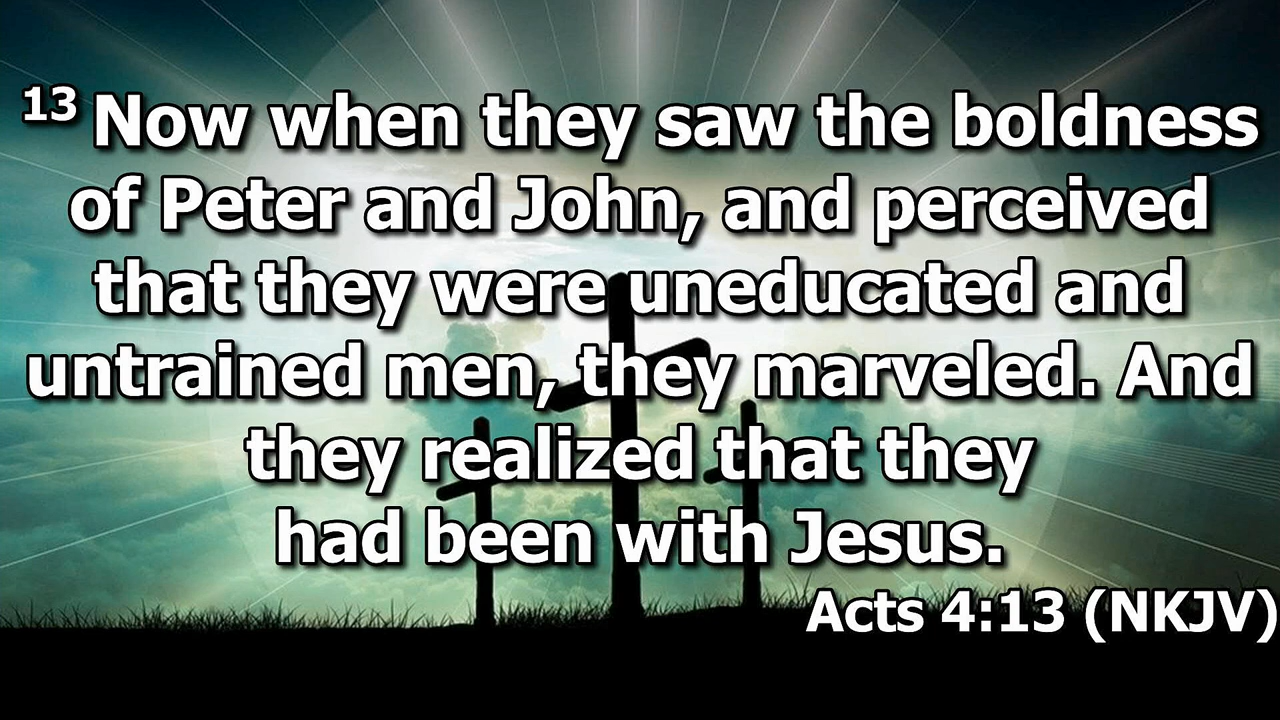 13 Now when they saw the boldness
of Peter and John, and perceived
that they were uneducated and
untrained men, they marveled. And
they realized that they
had been with Jesus.
Acts 4:13 (NKJV)